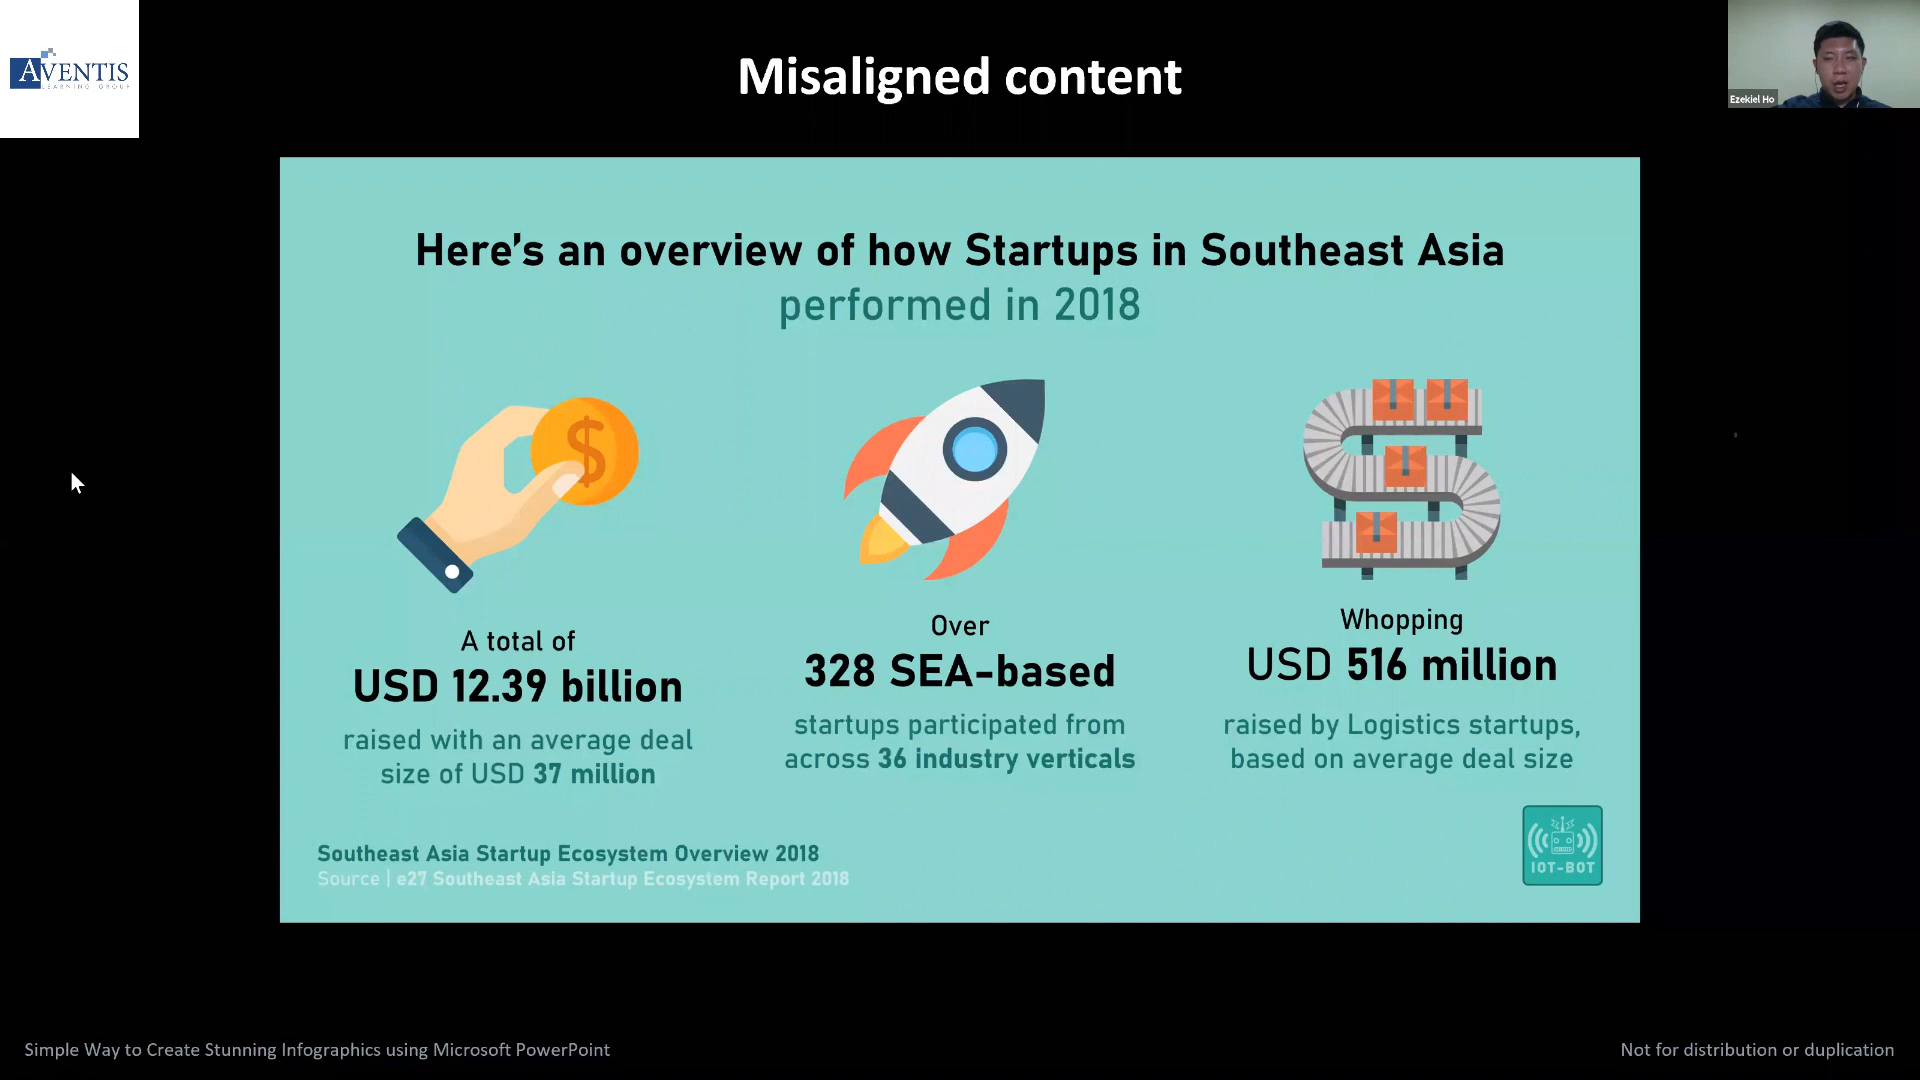 AVENTIS
LEARNING GROUP
Misaligned content
Ezekiel Ho
Here's an overview of how Startups in Southeast Asia
performed in 2018
$
A total of
USD 12.39 billion
raised with an average deal
size of USD 37 million
Over
328 SEA-based
startups participated from
across 36 industry verticals
Whopping
USD 516 million
raised by Logistics startups,
based on average deal size
Southeast Asia Startup Ecosystem Overview 2018
Source | e27 Southeast Asia Startup Ecosystem Report 2018
IOT-BOT
Simple Way to Create Stunning Infographics using Microsoft PowerPoint
Not for distribution or duplication